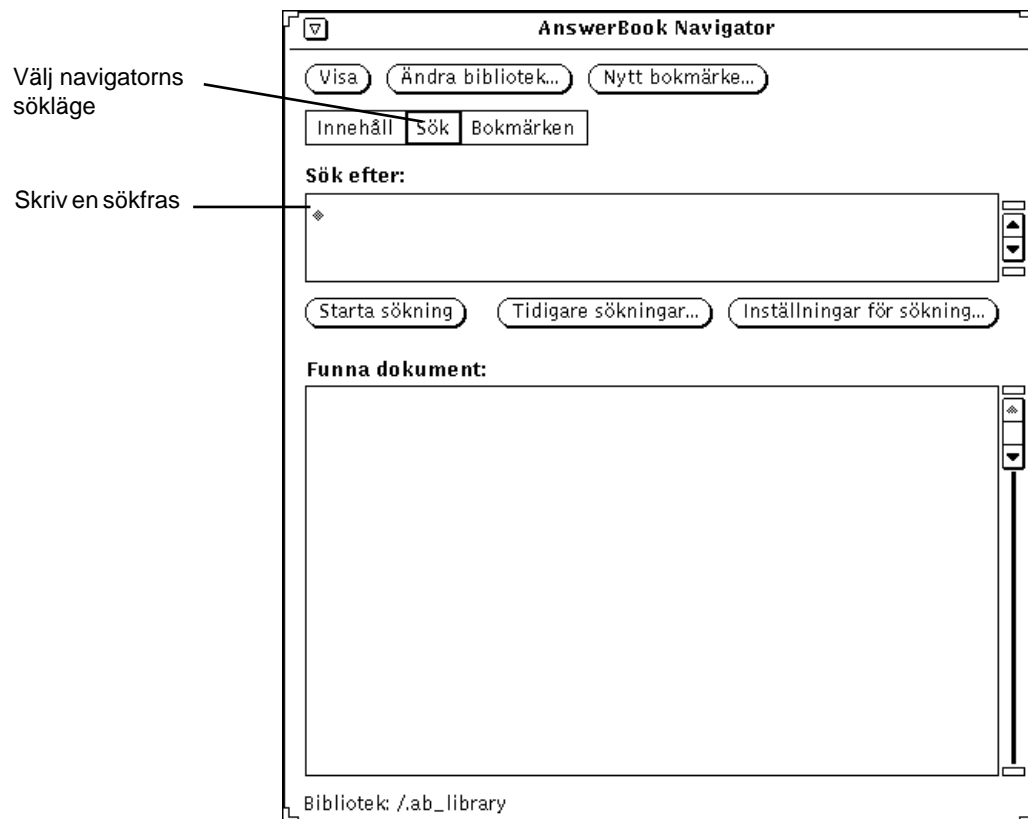 AnswerBook Navigator
Visa Ändra bibliotek... Nytt bokmärke...
Välj navigatorns
sökläge
Innehåll Sök Bokmärken
Sök efter:
Skriv en sökfras
Starta sökning Tidigare sökningar... Inställningar för sökning...
Funna dokument:
Bibliotek: /.ab_library